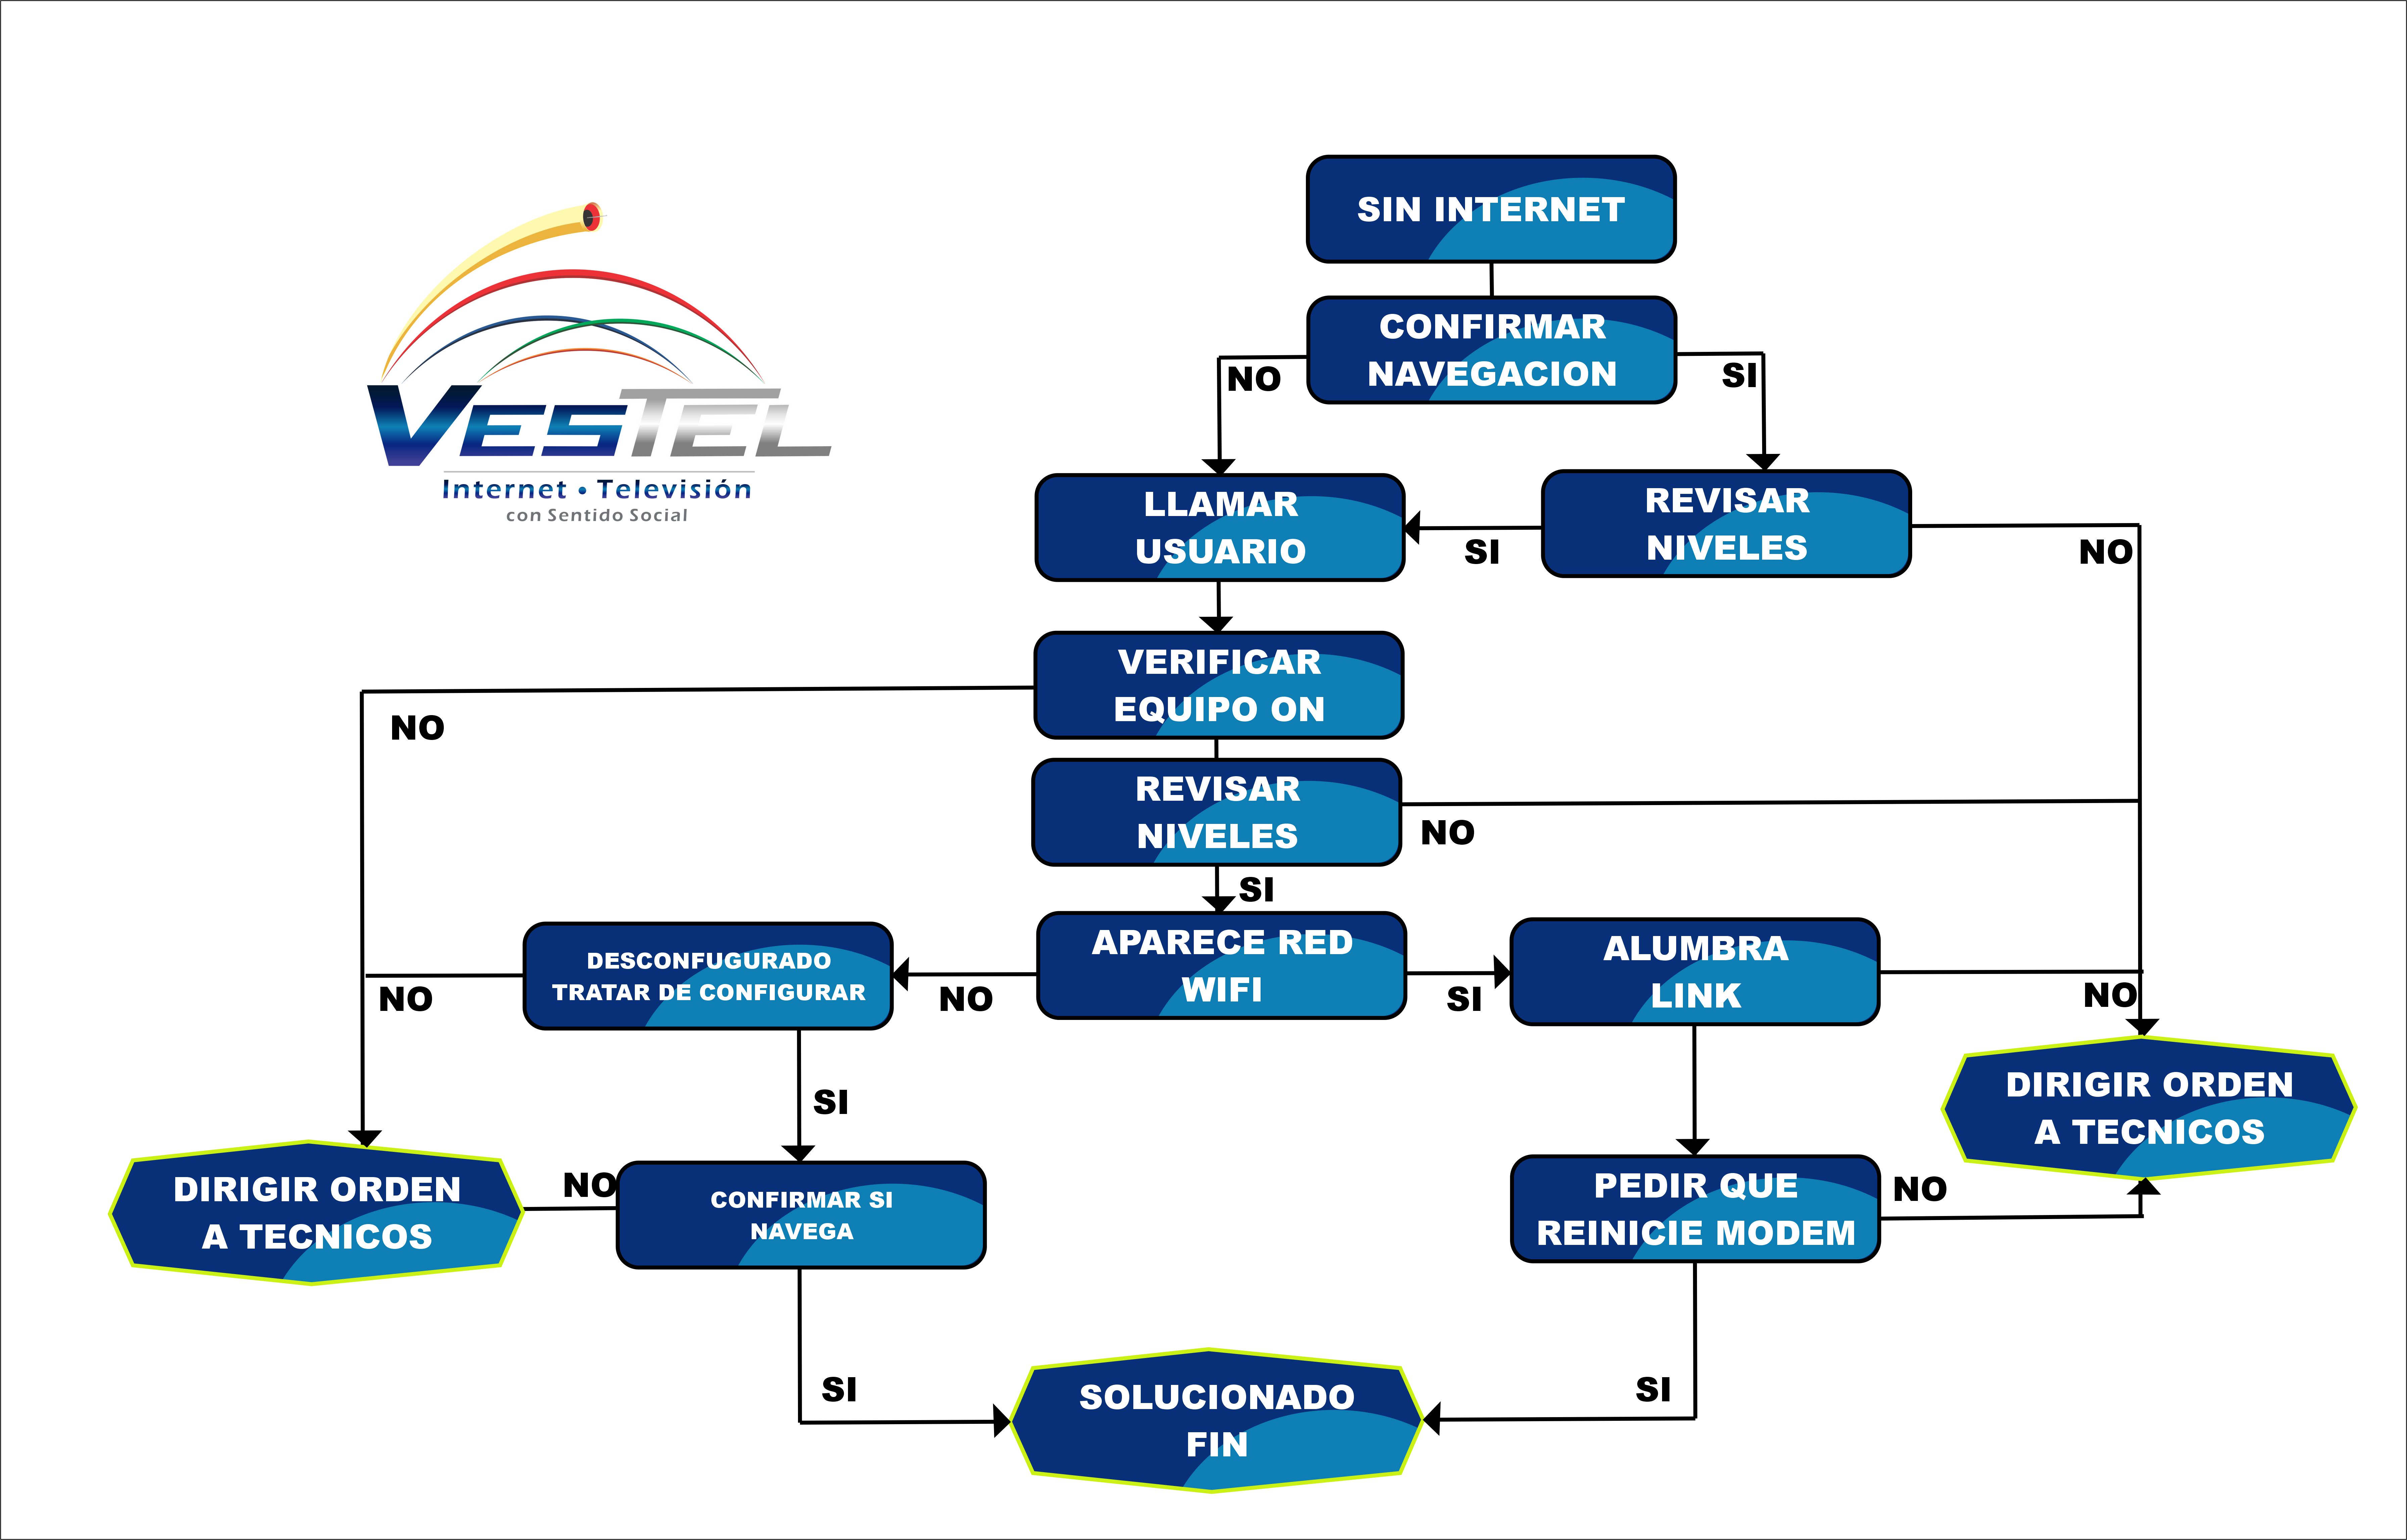 SIN INTERNET
CONFIRMAR
NAVEGACION
NO
SI
VESTEL
Internet • Televisión
con Sentido Social
LLAMAR
USUARIO
SI
REVISAR
NIVELES
NO
VERIFICAR
EQUIPO ON
NO
REVISAR
NIVELES
NO
SI
DESCONFUGURADO
TRATAR DE CONFIGURAR
NO
NO
APARECE RED
WIFI
SI
ALUMBRA
LINK
NO
SI
DIRIGIR ORDEN
A TECNICOS
DIRIGIR ORDEN
A TECNICOS
NO
CONFIRMAR SI
NAVEGA
PEDIR QUE
REINICIE MODEM
NO
SI
SOLUCIONADO
FIN
SI